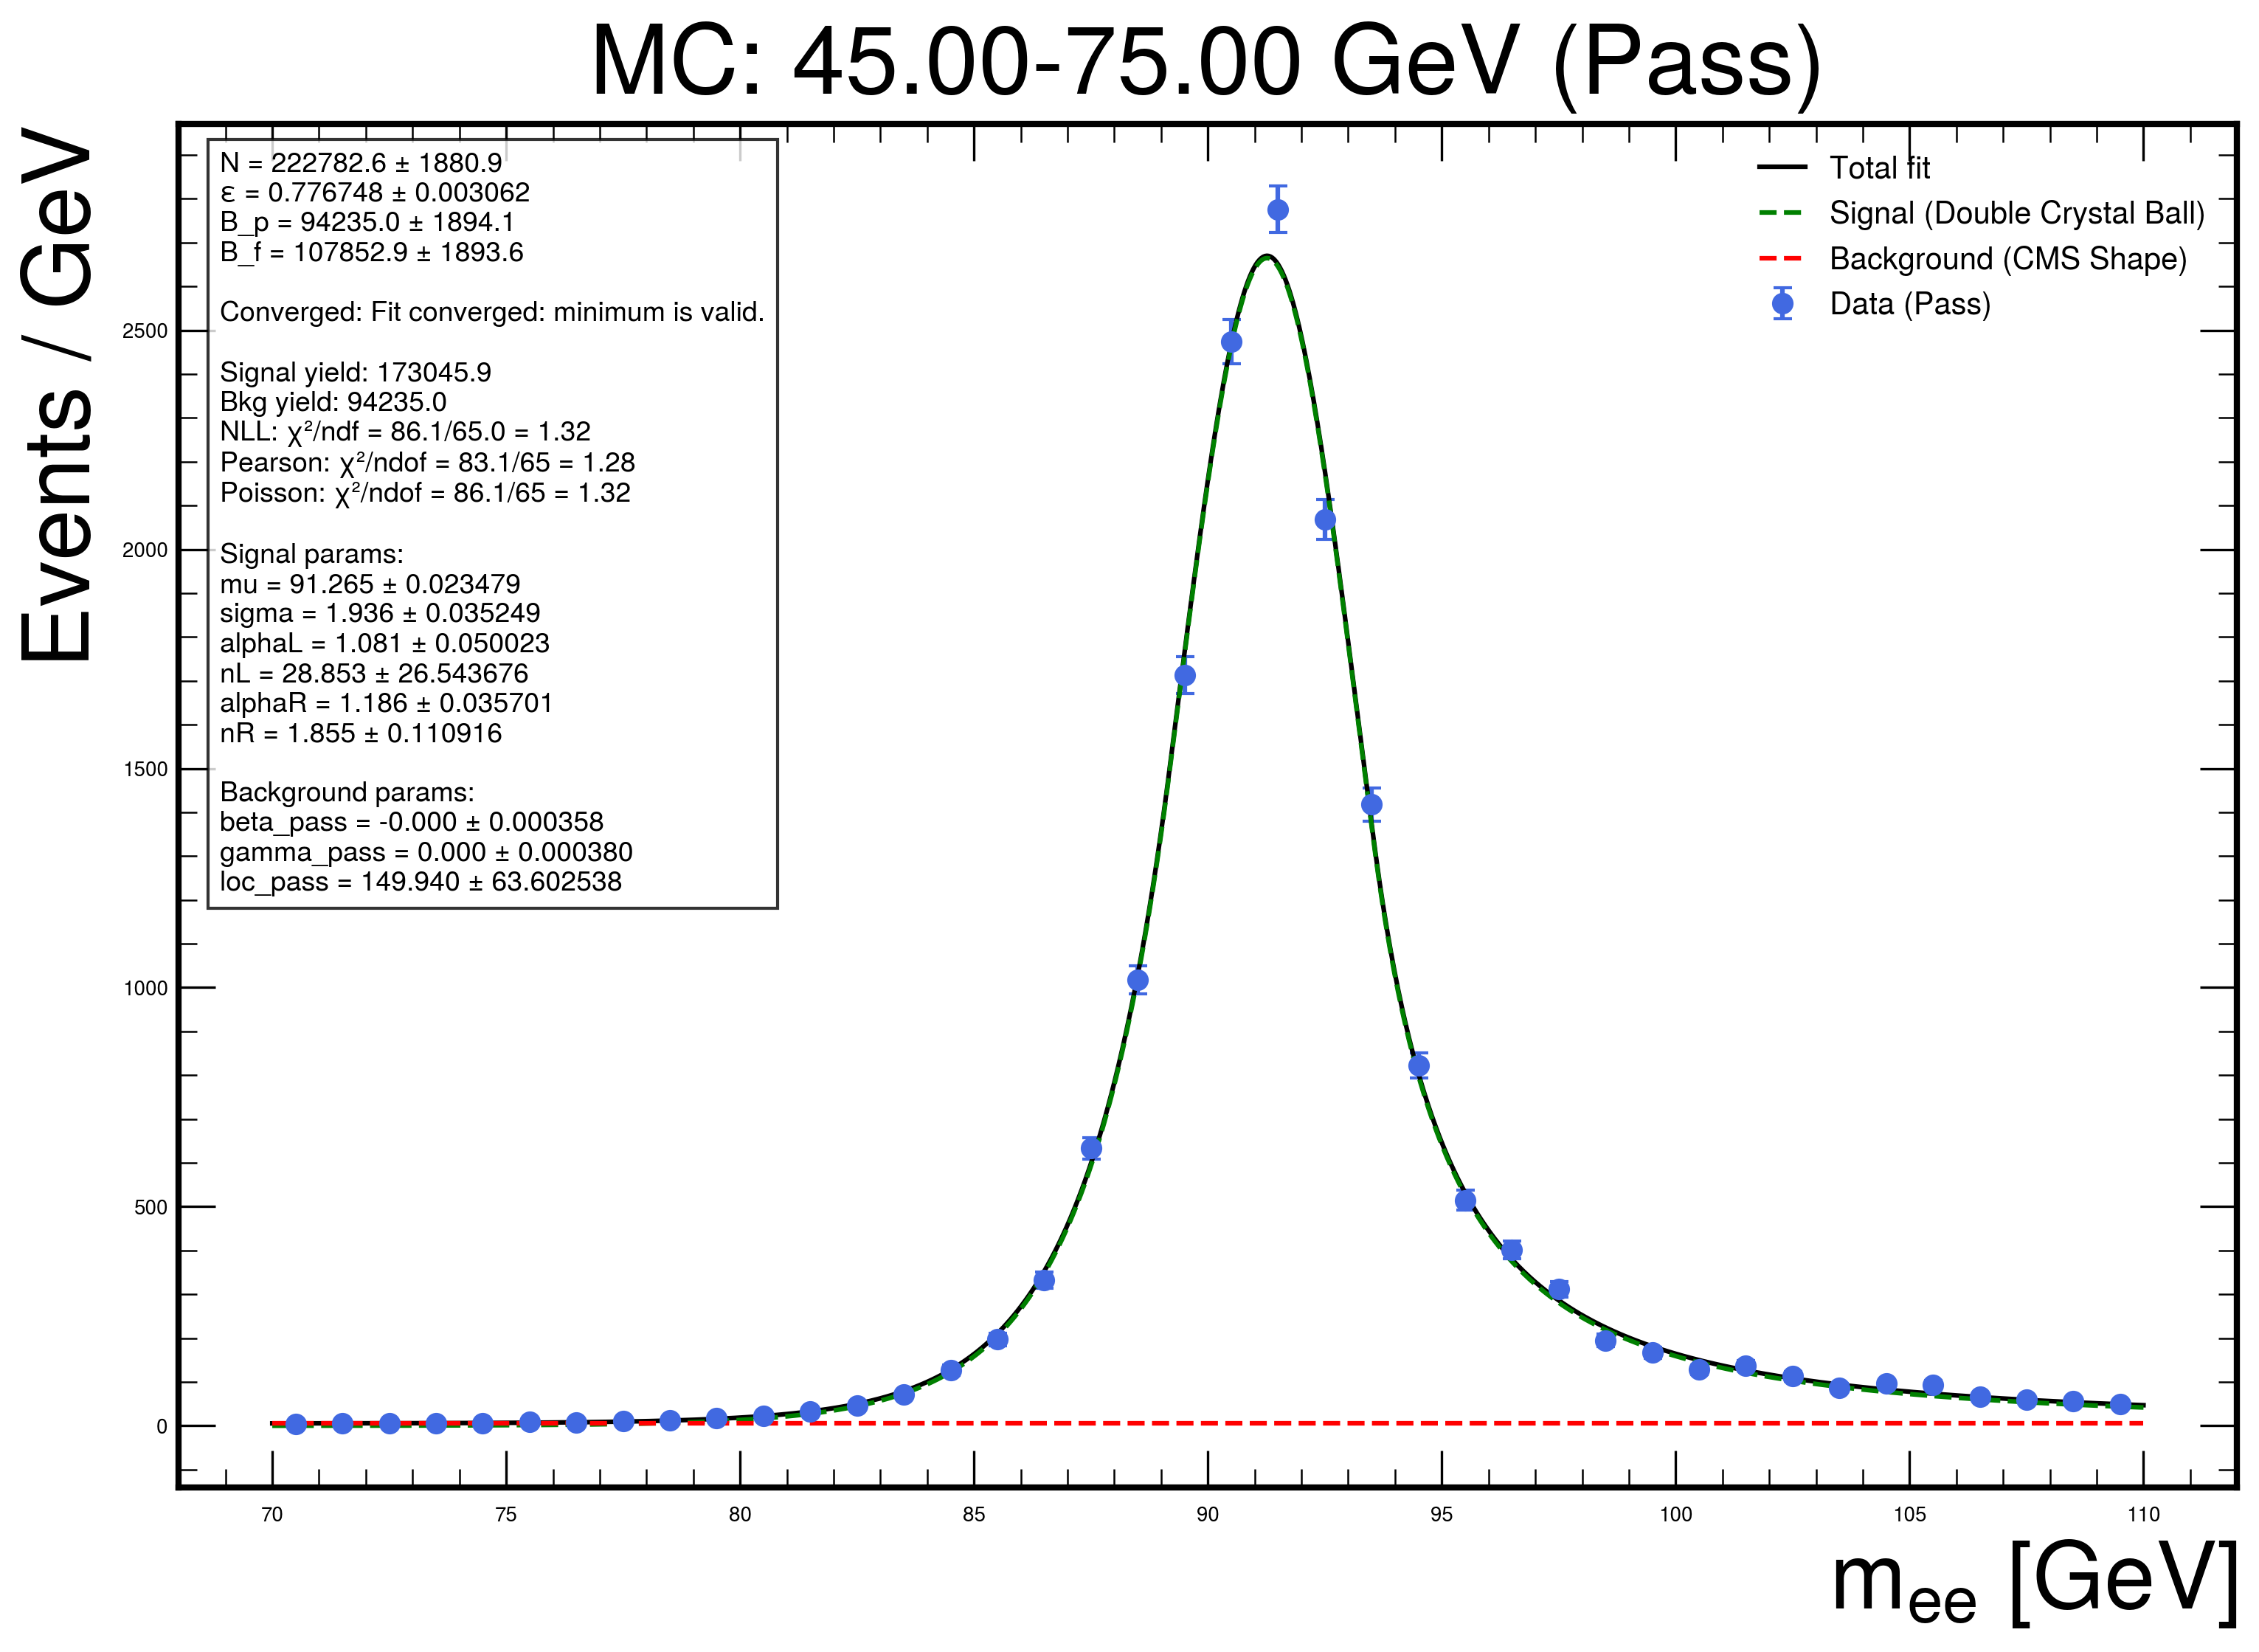 MC: 45.00-75.00 GeV (Pass)
Events / GeV
N = 222782.6 ± 1880.9
ε = 0.776748 ± 0.003062
B_p = 94235.0 ± 1894.1
B_f = 107852.9 ± 1893.6
Converged: Fit converged: minimum is valid.
Signal yield: 173045.9
Bkg yield: 94235.0
NLL: χ²/ndf = 86.1/65.0 = 1.32
Pearson: χ²/ndof = 83.1/65 = 1.28
Poisson: χ²/ndof = 86.1/65 = 1.32
Signal params:
mu = 91.265 ± 0.023479
sigma = 1.936 ± 0.035249
alphaL = 1.081 ± 0.050023
nL = 28.853 ± 26.543676
alphaR = 1.186 ± 0.035701
nR = 1.855 ± 0.110916
Background params:
beta_pass = -0.000 ± 0.000358
gamma_pass = 0.000 ± 0.000380
loc_pass = 149.940 ± 63.602538
Total fit
Signal (Double Crystal Ball)
Background (CMS Shape)
Data (Pass)
2500
2000
1500
1000
500
0
70 75 80 85 90 95 100 105 110
m_ee [GeV]